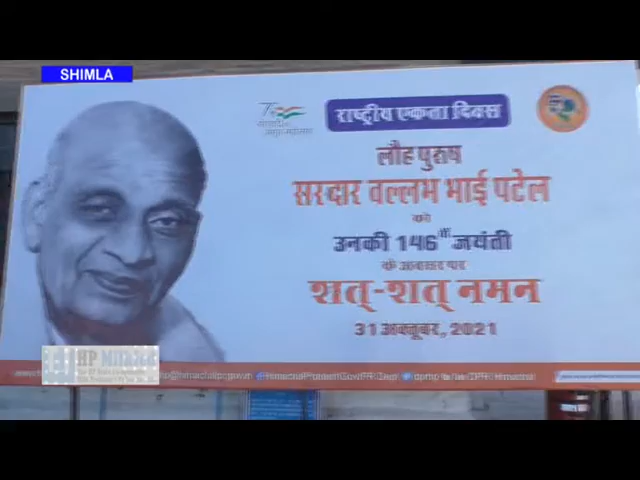 SHIMLA
राष्ट्रीय एकता दिवस
लौह पुरुष
सरदार वल्लभ भाई पटेल
को
उनकी 146वीं जयंती
के अवसर पर
शत्-शत् नमन
31 अक्तूबर, 2021
HP
HimachalPradeshGovtPRDept